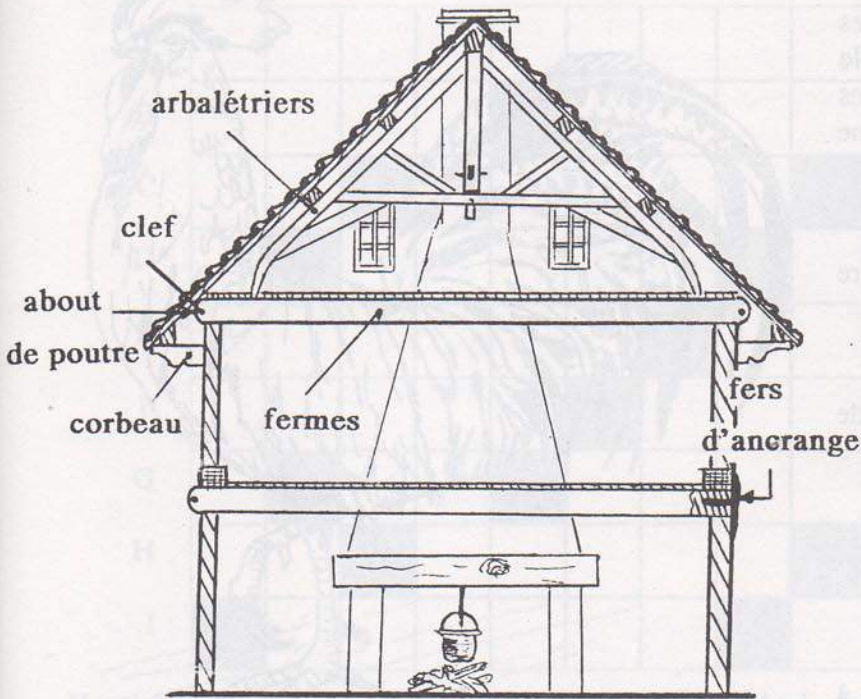 arbalétriers
clef
about
de poutre
corbeau
fermes
fers
d'ancrange
G
H
I